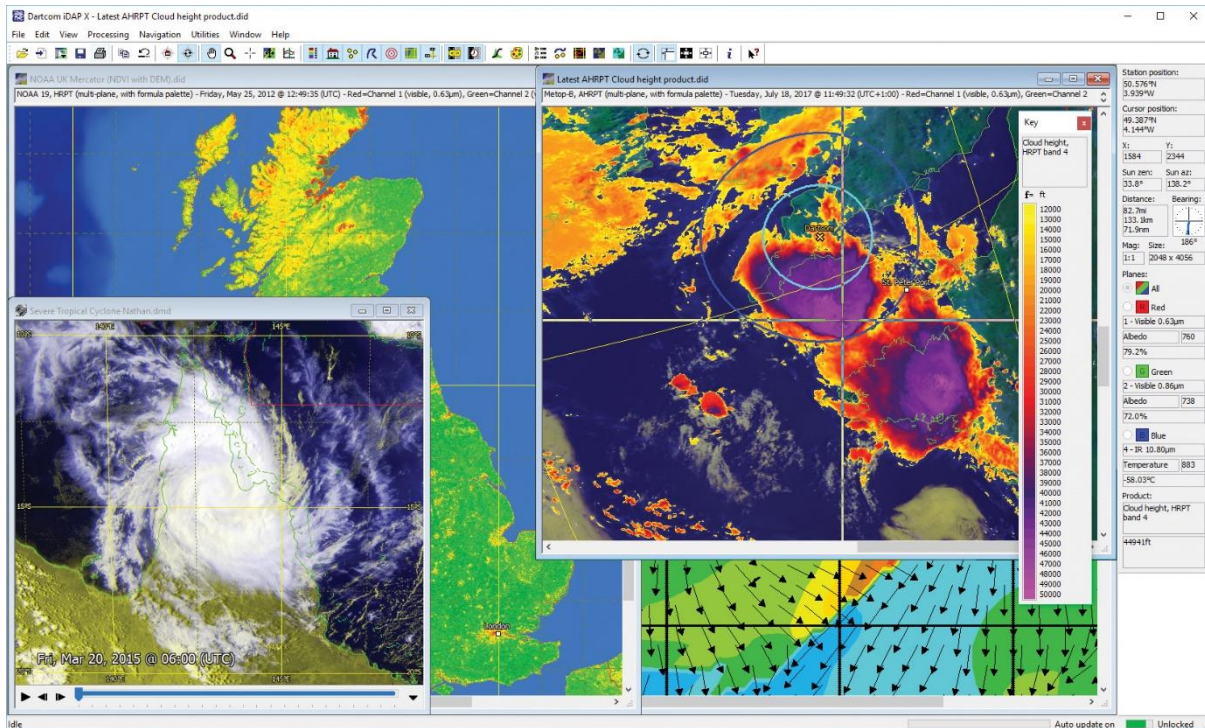 Dartcom iDAP X - Latest AHRPT Cloud height product.did
File Edit View Processing Navigation Utilities Window Help
NOAA UK Mercator (NDVI with DEM).did
NOAA 19, HRPT (multi-plane, with formula palette) - Friday, May 25, 2012 @ 12:49:35 (UTC) - Red=Channel 1 (visible, 0.63µm), Green=Channel 2 (v
London
Severe Tropical Cyclone Nathan.dmd
140°E 145°E
10°S 10°S
15°S 15°S
Fri, Mar 20, 2015 @ 06:00 (UTC)
140°E 145°E
Latest AHRPT Cloud height product.did
Metop-B, AHRPT (multi-plane, with formula palette) - Tuesday, July 18, 2017 @ 11:49:32 (UTC+1:00) - Red=Channel 1 (visible, 0.63µm), Green=Channel 2
Dartcom
St. Peter Port
Key
x
Cloud height,
HRPT band 4
f= ft
12000
13000
14000
15000
16000
17000
18000
19000
20000
21000
22000
23000
24000
25000
26000
27000
28000
29000
30000
31000
32000
33000
34000
35000
36000
37000
38000
39000
40000
41000
42000
43000
44000
45000
46000
47000
48000
49000
50000
Station position:
50.576°N
3.939°W
Cursor position:
49.387°N
4.144°W
X: Y:
1584 2344
Sun zen: Sun az:
33.8° 138.2°
Distance: Bearing:
82.7mi
133.1km
71.9nm
186°
Mag: Size:
1:1 2048 x 4056
Planes:
All
R Red
1 - Visible 0.63µm
Albedo 760
79.2%
G Green
2 - Visible 0.86µm
Albedo 738
72.0%
B Blue
4 - IR 10.80µm
Temperature 883
-58.03°C
Product:
Cloud height, HRPT
band 4
44941ft
Idle Auto update on Unlocked